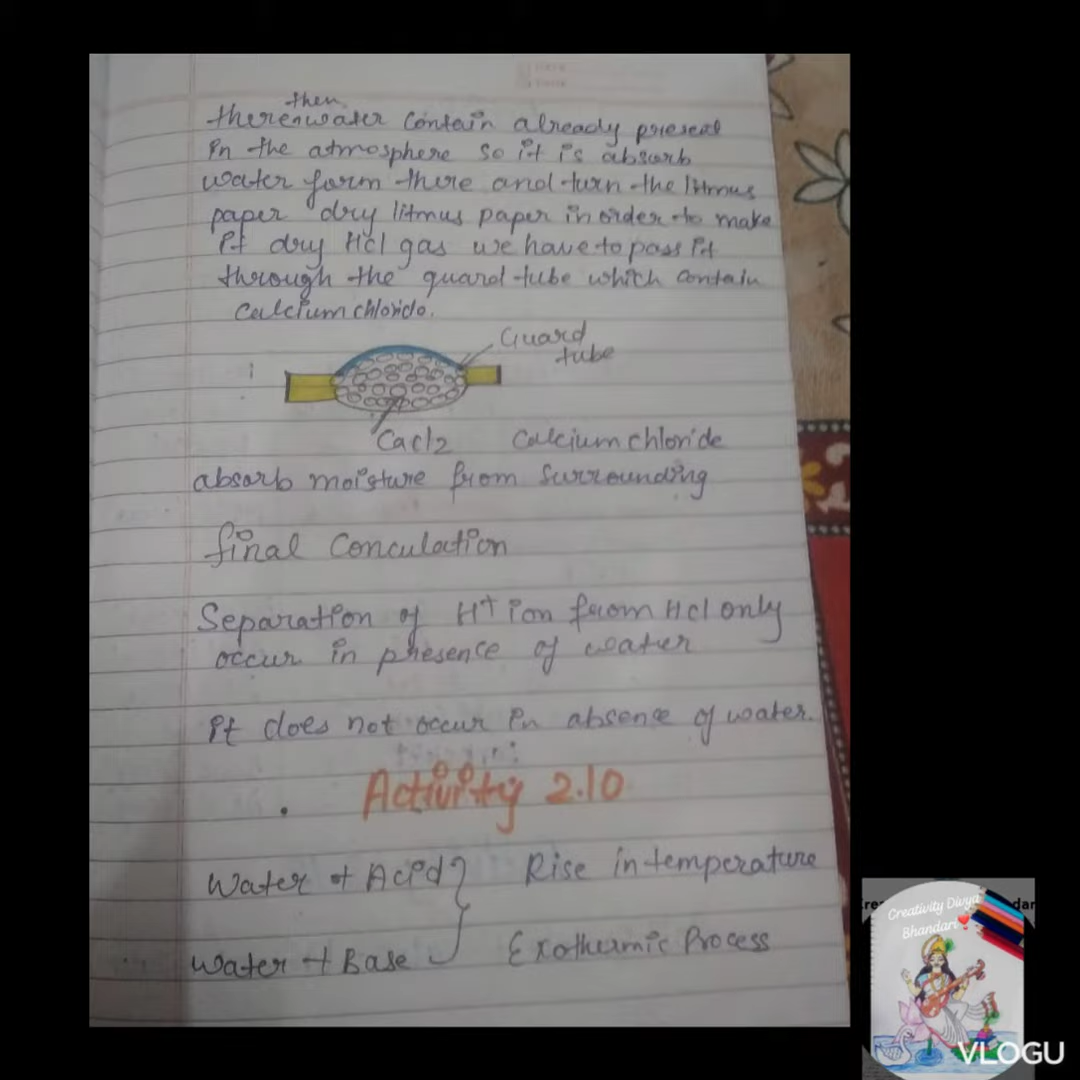 then
therenwater contain already present
in the atmosphere so it is absorb
water form there and turn the litmus
paper dry litmus paper in order to make
it dry Hcl gas we have to pass it
through the guard tube which contain
Calcium chlorido.
Guard
tube
Cacl2 Calcium chloride
absorb moisture from Surrounding
final Conculation
Separation of H+ ion from Hcl only
occur in presence of water
it does not occur in absence of water.
Activity 2.10
Water + Acid } Rise in temperature
Water + Base Exothermic Process
Creativity Divya
Bhandari
VLOGU